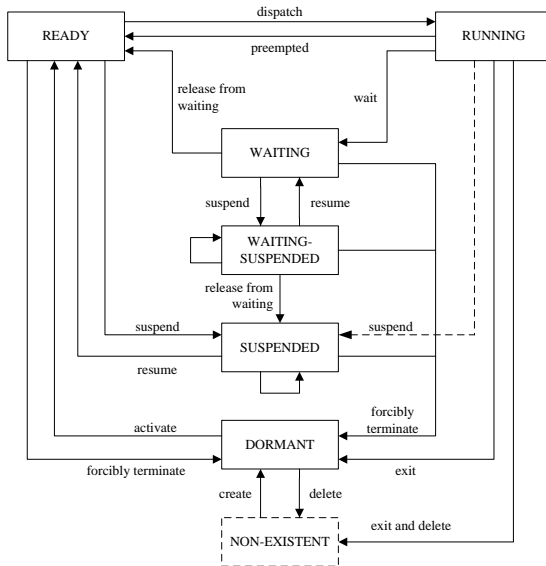 dispatch
READY
RUNNING
preempted
release from
waiting
wait
WAITING
suspend
resume
WAITING-
SUSPENDED
release from
waiting
suspend
suspend
SUSPENDED
resume
forcibly
terminate
activate
DORMANT
forcibly terminate
exit
create
delete
exit and delete
NON-EXISTENT